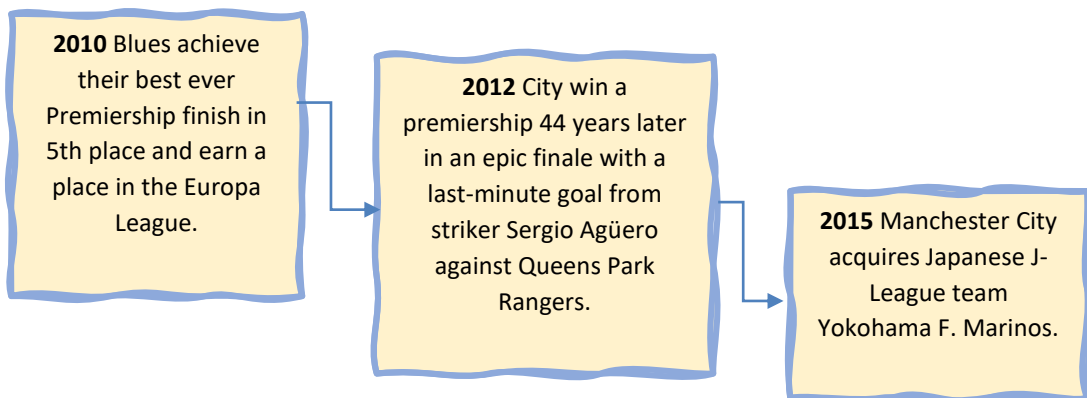 2010 Blues achieve
their best ever
Premiership finish in
5th place and earn a
place in the Europa
League.
2012 City win a
premiership 44 years later
in an epic finale with a
last-minute goal from
striker Sergio Agüero
against Queens Park
Rangers.
2015 Manchester City
acquires Japanese J-
League team
Yokohama F. Marinos.